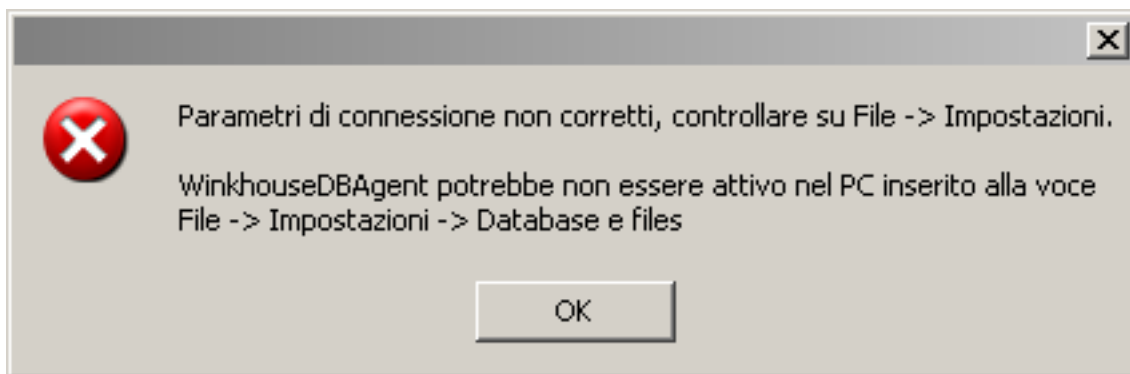 Parametri di connessione non corretti, controllare su File -> Impostazioni.
WinkhouseDBAgent potrebbe non essere attivo nel PC inserito alla voce
File -> Impostazioni -> Database e files
OK